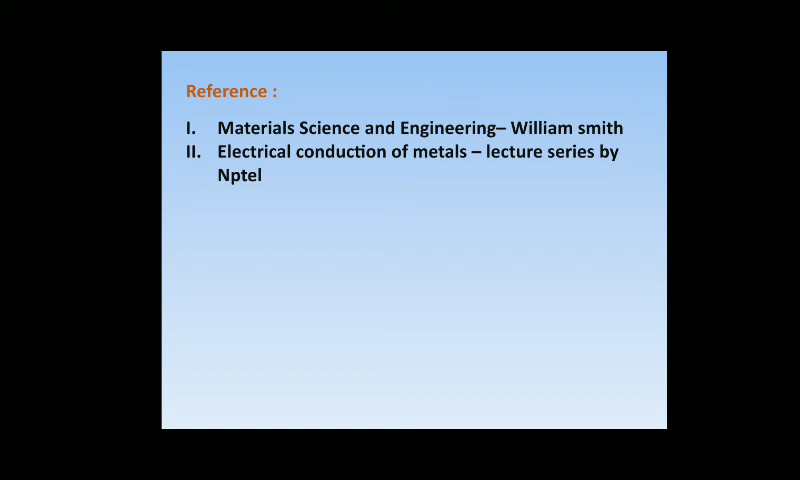 Reference :
I. Materials Science and Engineering– William smith
II. Electrical conduction of metals – lecture series by
Nptel